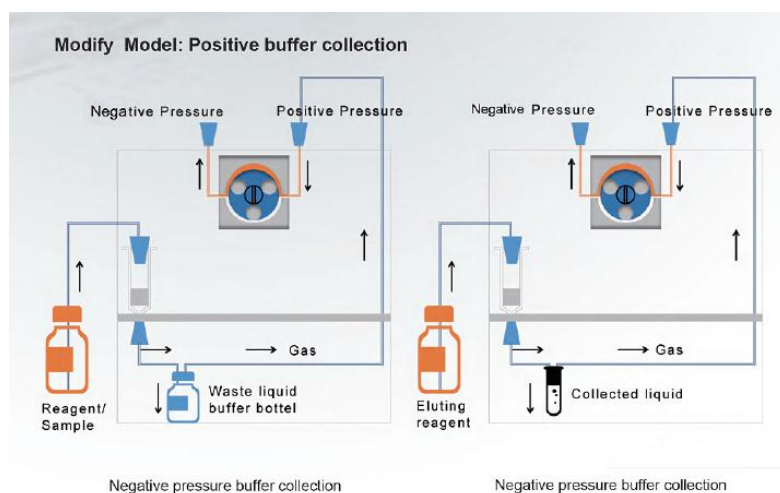 Modify Model: Positive buffer collection
Negative Pressure
Positive Pressure
Gas
Reagent/
Sample
Waste liquid
buffer bottel
Negative pressure buffer collection
Negative Pressure
Positive Pressure
Gas
Eluting
reagent
Collected liquid
Negative pressure buffer collection